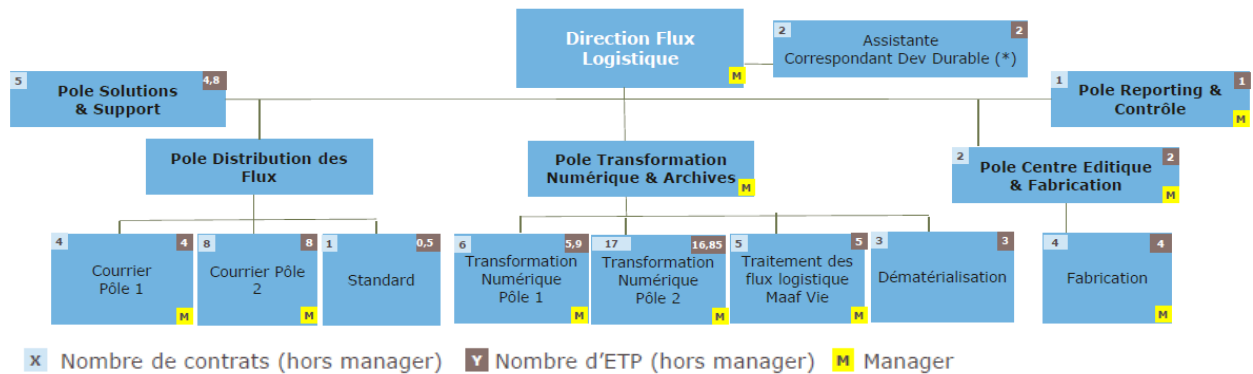 Direction Flux
Logistique
M
2
2
Assistante
Correspondant Dev Durable (*)
5
4,8
Pole Solutions
& Support
1
1
Pole Reporting &
Contrôle
M
Pole Distribution des
Flux
Pole Transformation
Numérique & Archives
M
2
2
Pole Centre Editique
& Fabrication
M
4
4
Courrier
Pôle 1
M
8
8
Courrier Pôle
2
M
1
0,5
Standard
6
5,9
Transformation
Numérique
Pôle 1
M
17
16,85
Transformation
Numérique
Pôle 2
M
5
5
Traitement des
flux logistique
Maaf Vie
M
3
3
Dématérialisation
4
4
Fabrication
M
X Nombre de contrats (hors manager) Y Nombre d'ETP (hors manager) M Manager